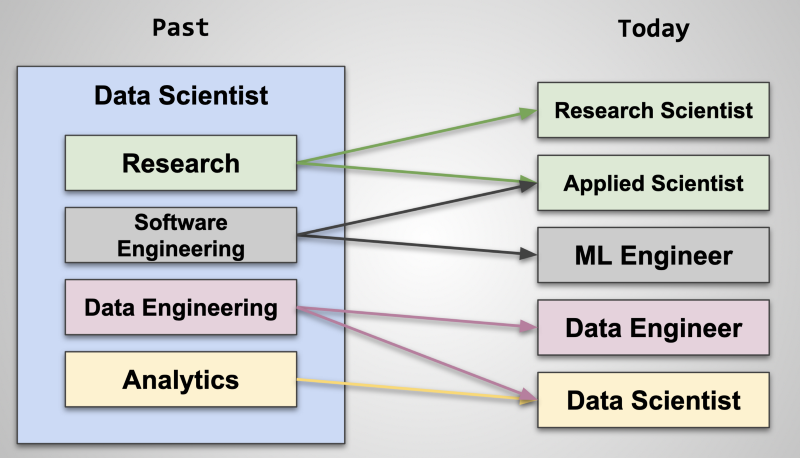 Past
Today
Data Scientist
Research
Software
Engineering
Data Engineering
Analytics
Research Scientist
Applied Scientist
ML Engineer
Data Engineer
Data Scientist